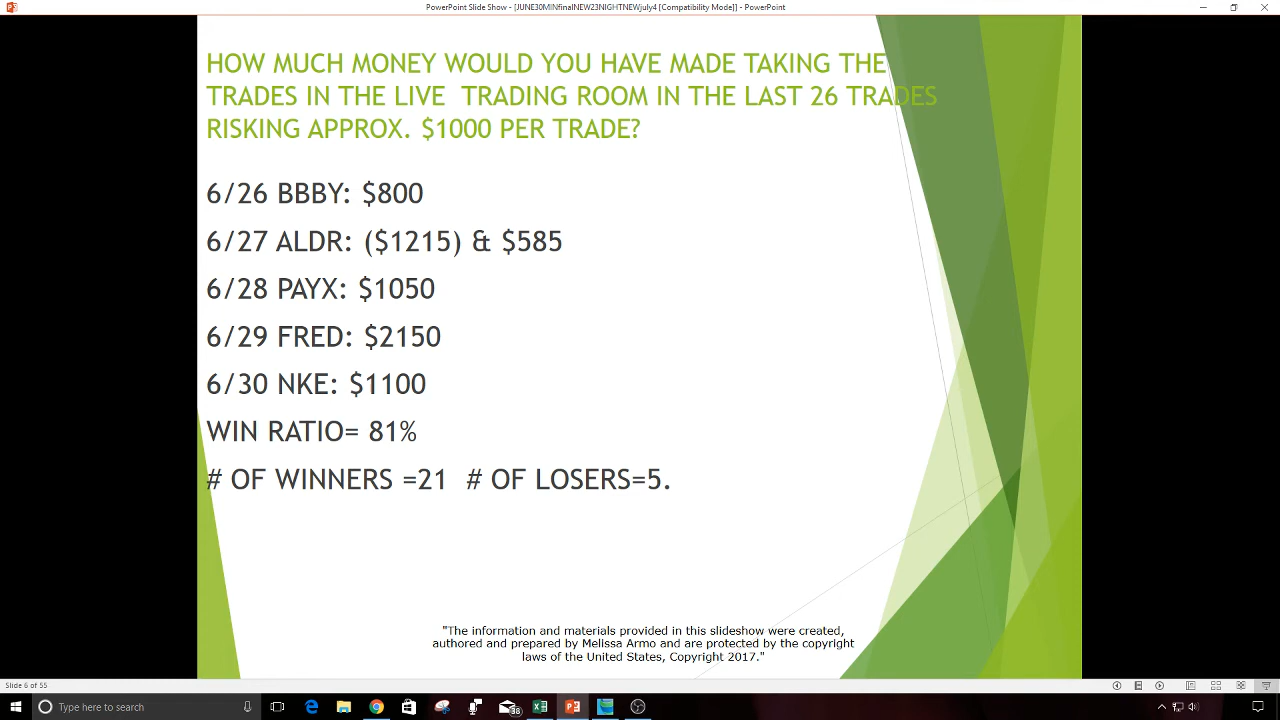 PowerPoint Slide Show - [JUNE30MINfinalNEW23NIGHTNEWjuly4 [Compatibility Mode]] - PowerPoint
HOW MUCH MONEY WOULD YOU HAVE MADE TAKING THE
TRADES IN THE LIVE TRADING ROOM IN THE LAST 26 TRADES
RISKING APPROX. $1000 PER TRADE?
6/26 BBBY: $800
6/27 ALDR: ($1215) & $585
6/28 PAYX: $1050
6/29 FRED: $2150
6/30 NKE: $1100
WIN RATIO= 81%
# OF WINNERS =21 # OF LOSERS=5.
"The information and materials provided in this slideshow were created,
authored and prepared by Melissa Armo and are protected by the copyright
laws of the United States, Copyright 2017."
Slide 6 of 55
Type here to search